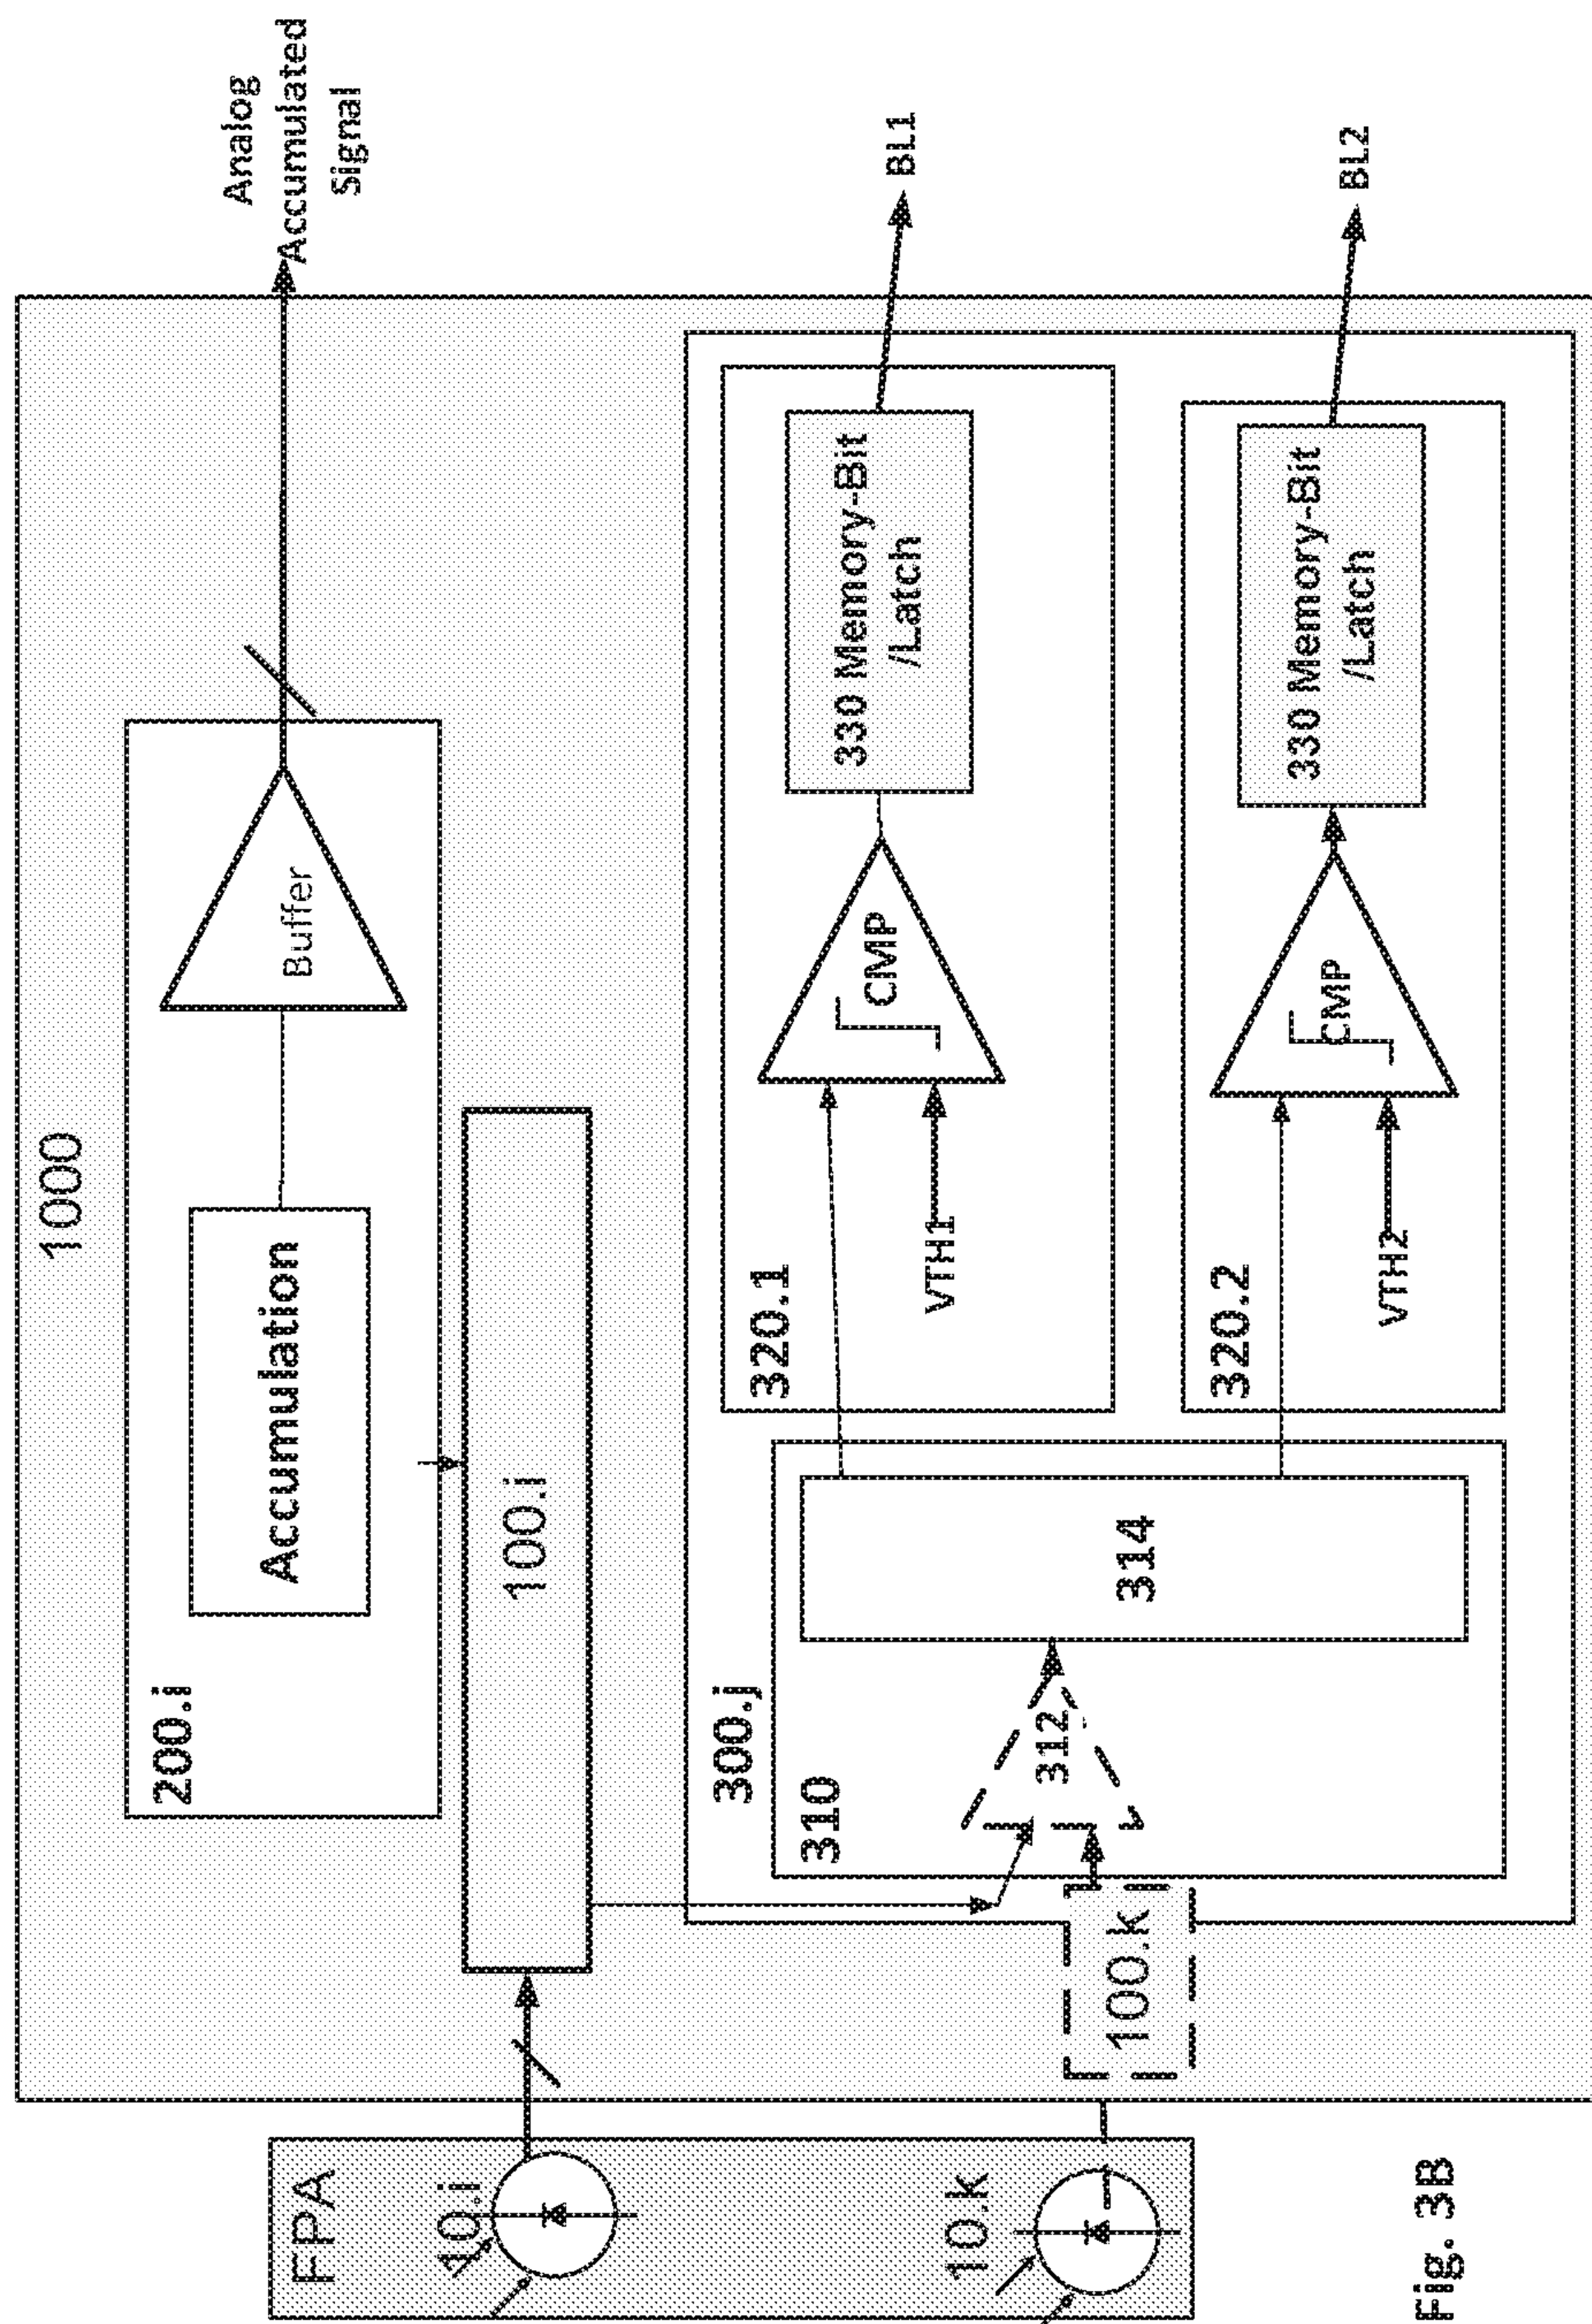 1000
Analog
Accumulated
Signal
200.i
Accumulation
Buffer
FPA
10.i
100.i
300.j
320.1
VTH1
CMP
330 Memory-Bit
/Latch
BL1
310
312
314
10.k
100.k
320.2
VTH2
CMP
330 Memory-Bit
/Latch
BL2
Fig. 3B